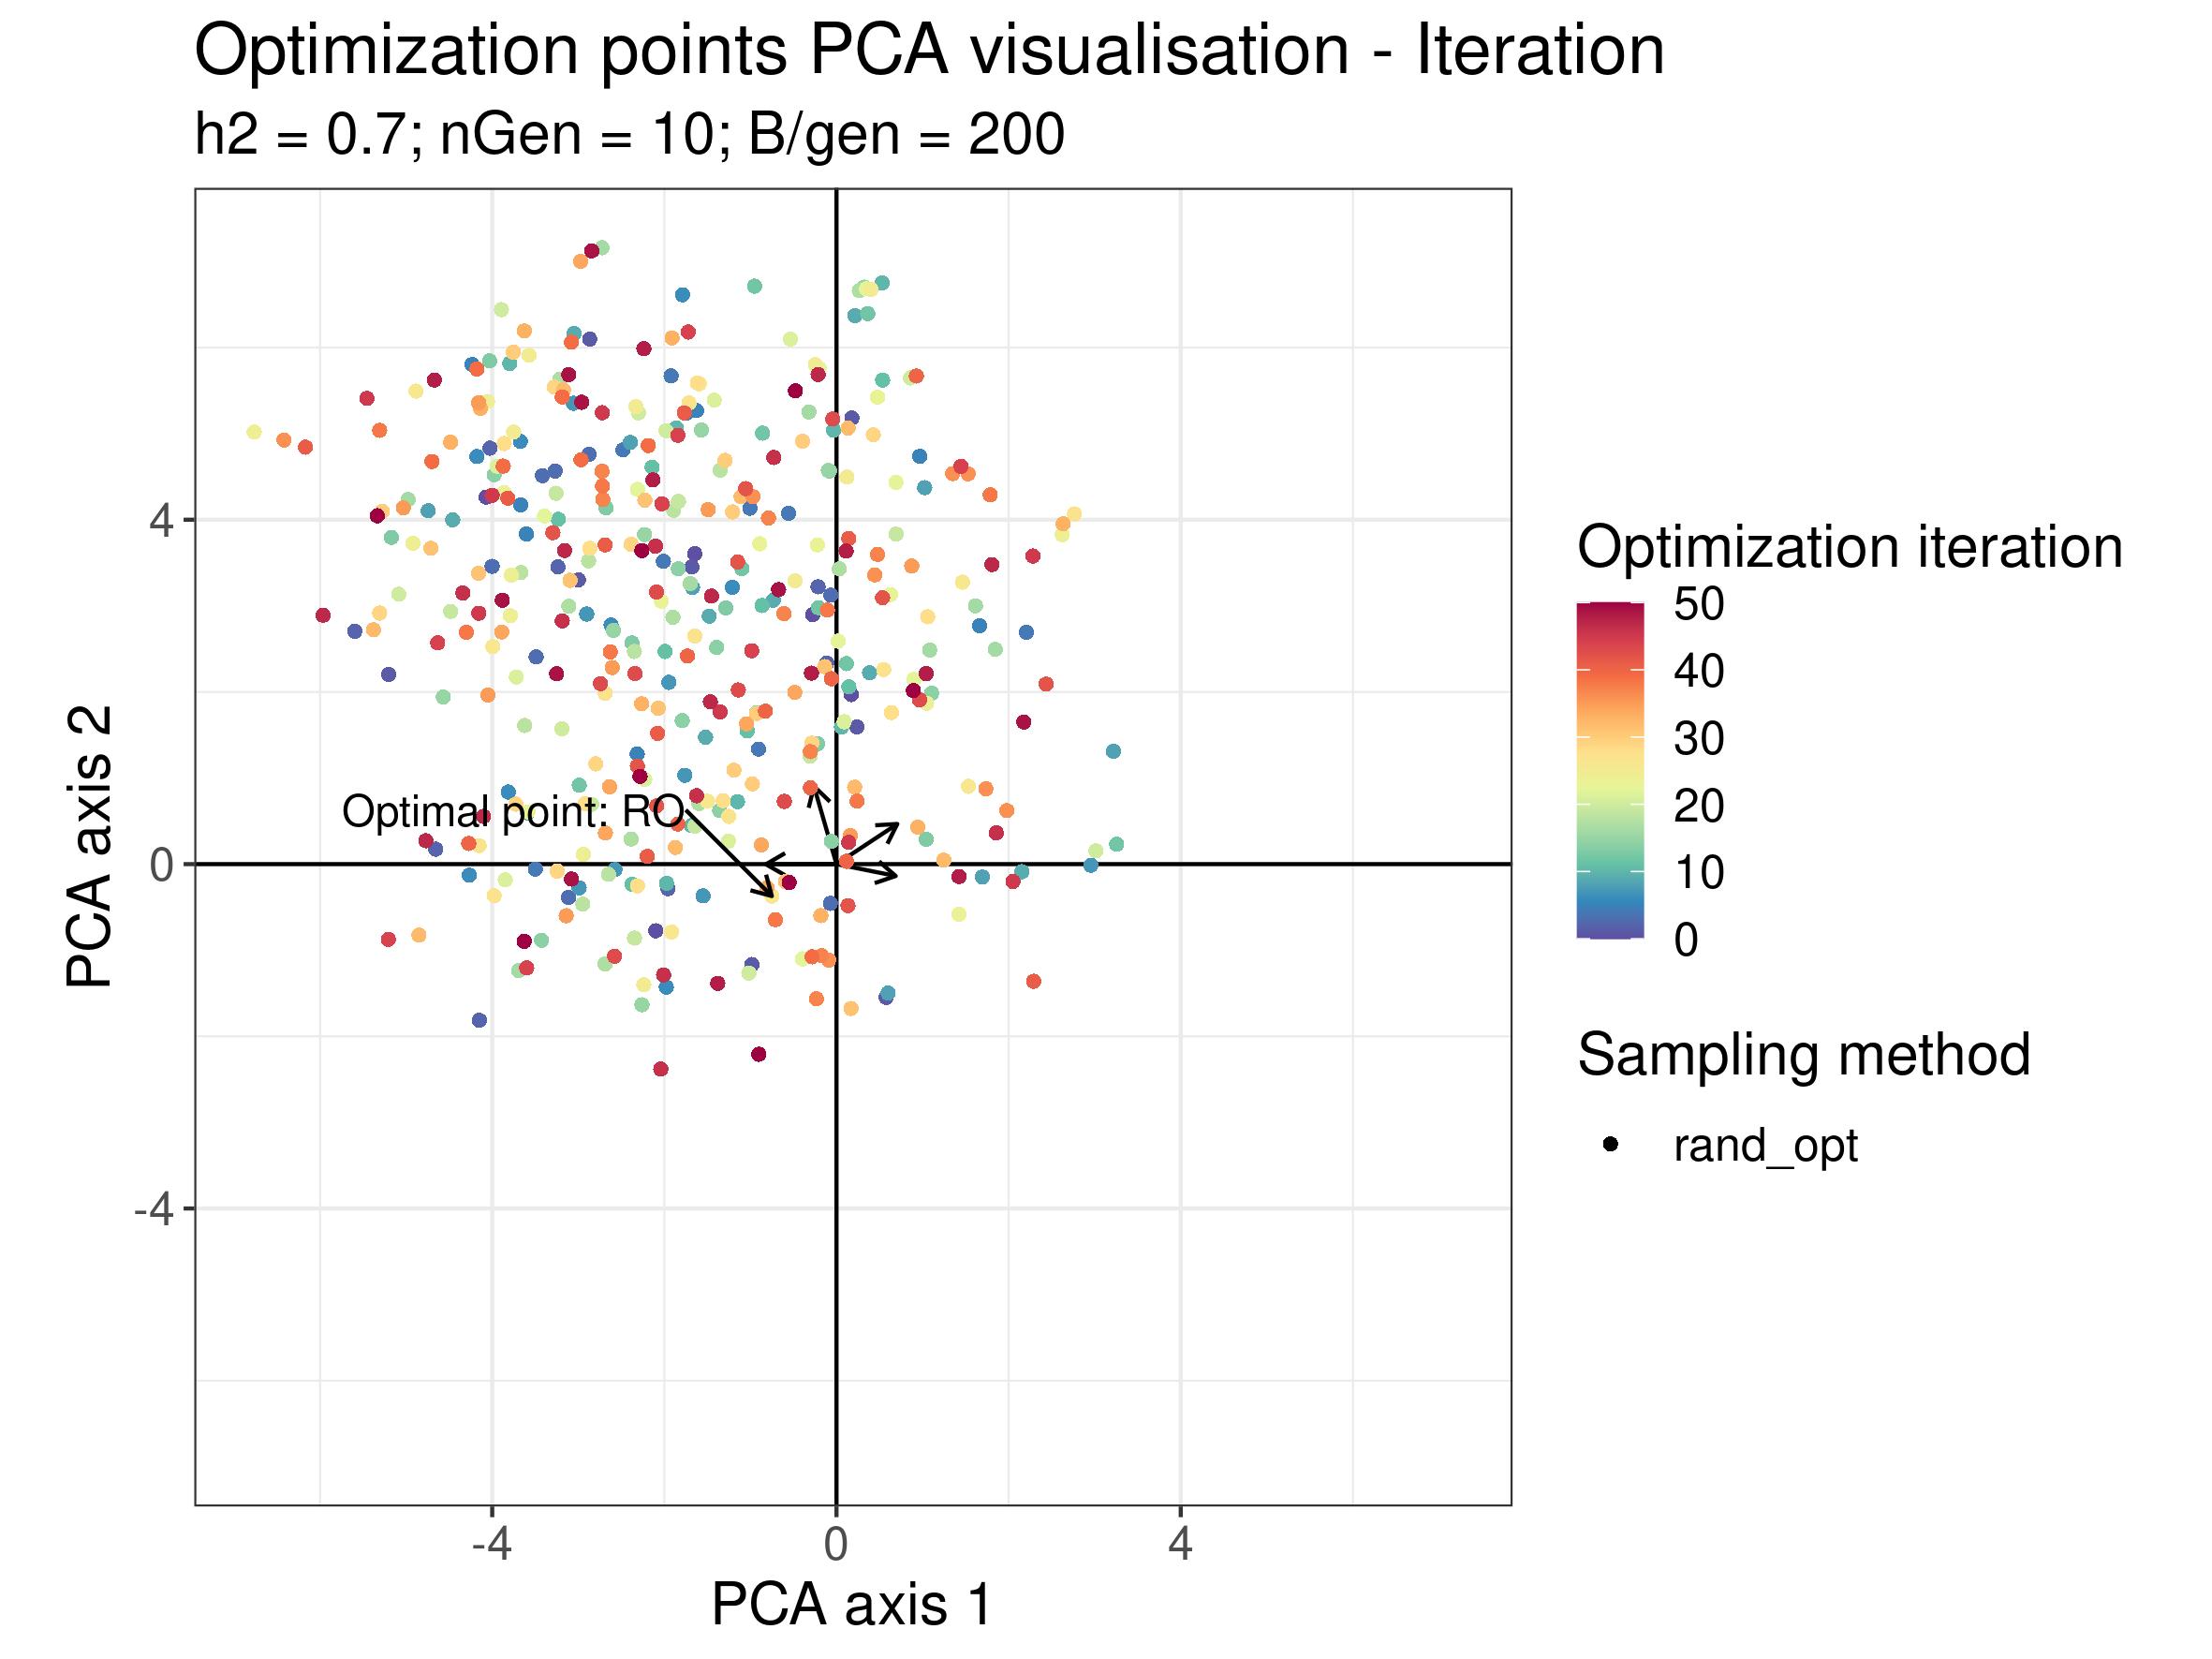 Optimization points PCA visualisation - Iteration
h2 = 0.7; nGen = 10; B/gen = 200
PCA axis 2
4
0
-4
Optimal point: RO
-4
0
4
PCA axis 1
Optimization iteration
50
40
30
20
10
0
Sampling method
rand_opt